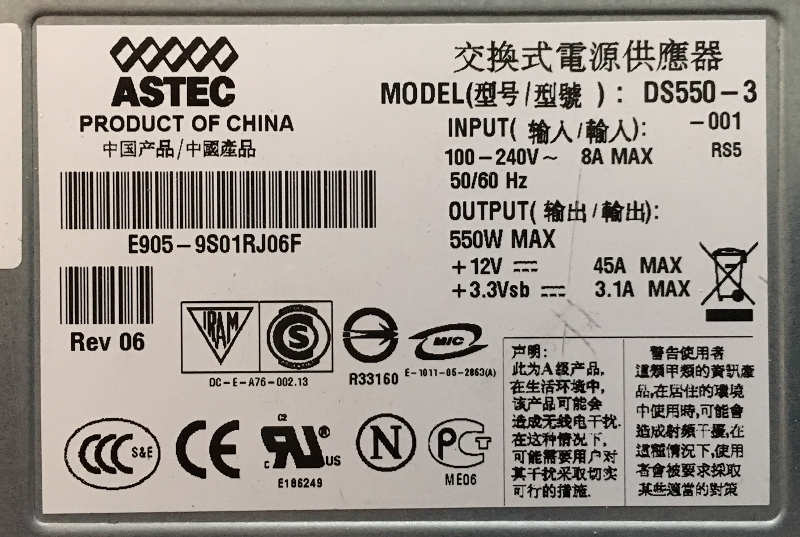 ASTEC
PRODUCT OF CHINA
中国产品/中國產品
E905-9S01RJ06F
Rev 06
交換式電源供應器
MODEL(型号/型號 ): DS550-3
-001
RS5
INPUT( 输入/輸入):
100-240V~ 8A MAX
50/60 Hz
OUTPUT( 输出/輸出):
550W MAX
+12V ⎓ 45A MAX
+3.3Vsb ⎓ 3.1A MAX
IRAM
S
DC-E-A76-002.13
R33160
MIC
E-1011-05-2863(A)
CCC S&E
CE
C2
c RU ® US
E186249
N
PCT
ME06
声明:
此为A级产品,
在生活环境中,
该产品可能会
造成无线电干扰.
在这种情况下,
可能需要用户对
其干扰采取切实
可行的措施.
警告使用者
這類甲類的資訊產
品,在居住的環境
中使用時,可能會
造成射頻干擾,在
這種情況下,使用
者會被要求採取
某些適當的對策